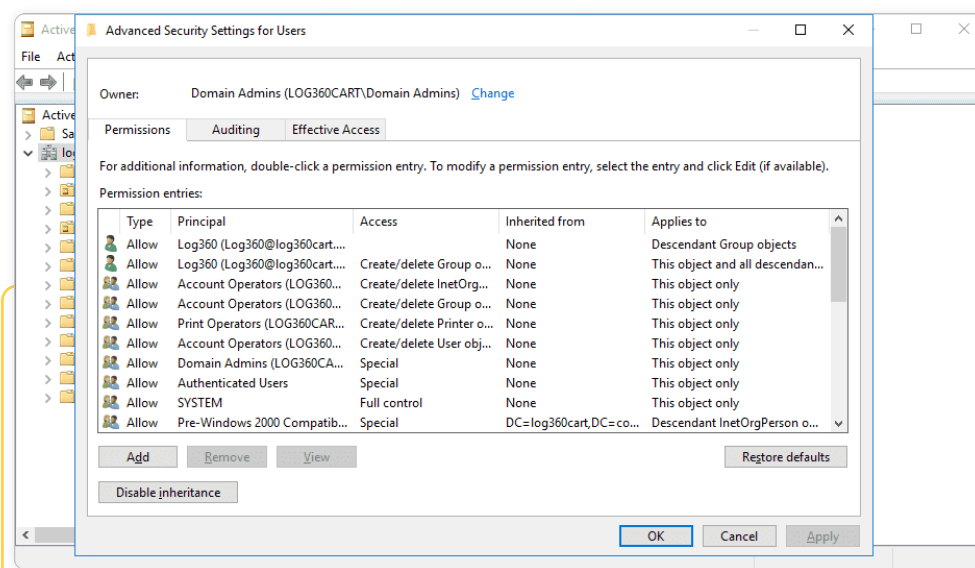 Active
Advanced Security Settings for Users
File Act
Owner: Domain Admins (LOG360CART\Domain Admins) Change
Active
Permissions Auditing Effective Access
Sa
log
For additional information, double-click a permission entry. To modify a permission entry, select the entry and click Edit (if available).
Permission entries:
Type Principal Access Inherited from Applies to
Allow Log360 (Log360@log360cart.... None Descendant Group objects
Allow Log360 (Log360@log360cart.... Create/delete Group o... None This object and all descendan...
Allow Account Operators (LOG360... Create/delete InetOrg... None This object only
Allow Account Operators (LOG360... Create/delete Group o... None This object only
Allow Print Operators (LOG360CAR... Create/delete Printer o... None This object only
Allow Account Operators (LOG360... Create/delete User obj... None This object only
Allow Domain Admins (LOG360CA... Special None This object only
Allow Authenticated Users Special None This object only
Allow SYSTEM Full control None This object only
Allow Pre-Windows 2000 Compatib... Special DC=log360cart,DC=co... Descendant InetOrgPerson o...
Add Remove View Restore defaults
Disable inheritance
OK Cancel Apply